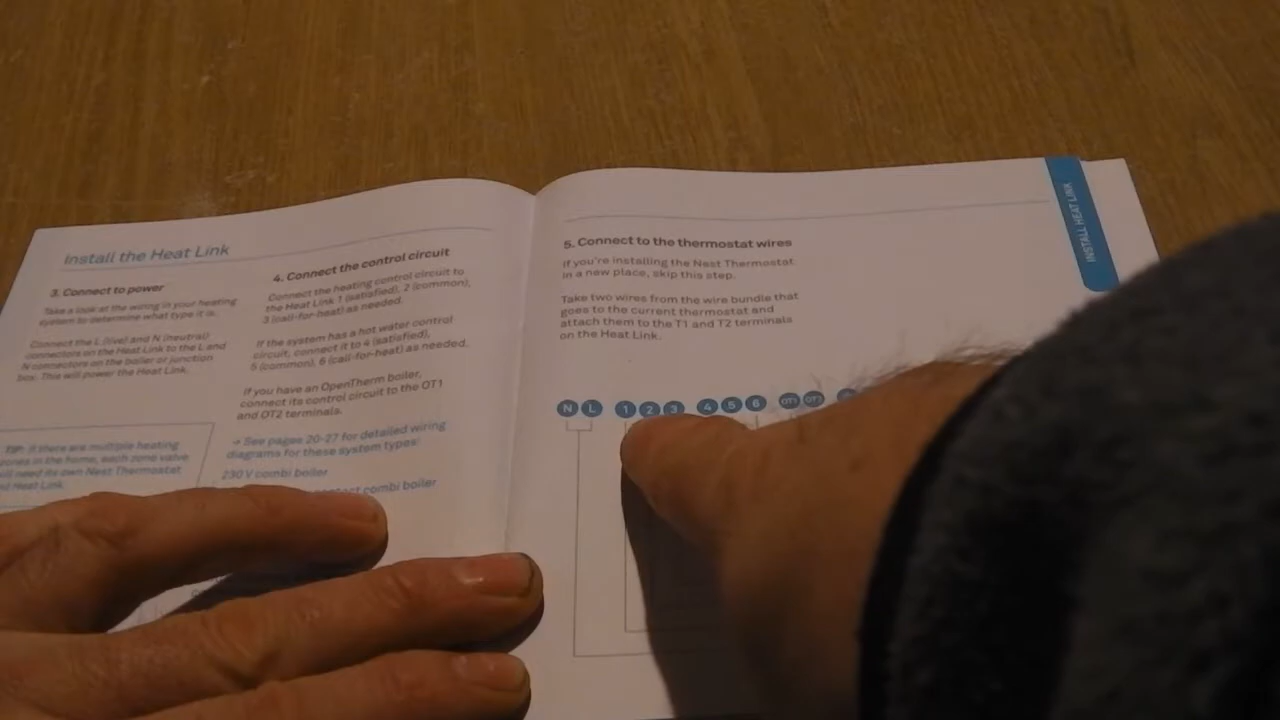 Install the Heat Link
3. Connect to power
Take a look at the wiring in your heating
system to determine what type it is.
Connect the L (live) and N (neutral)
connectors on the Heat Link to the L and
N connectors on the boiler or junction
box. This will power the Heat Link.
TIP: If there are multiple heating
zones in the home, each zone valve
will need its own Nest Thermostat
and Heat Link.
4. Connect the control circuit
Connect the heating control circuit to
the Heat Link 1 (satisfied), 2 (common),
3 (call-for-heat) as needed.
If the system has a hot water control
circuit, connect it to 4 (satisfied),
5 (common), 6 (call-for-heat) as needed.
If you have an OpenTherm boiler,
connect its control circuit to the OT1
and OT2 terminals.
→ See pages 20-27 for detailed wiring
diagrams for these system types:
230 V combi boiler
combi boiler
5. Connect to the thermostat wires
If you're installing the Nest Thermostat
in a new place, skip this step.
Take two wires from the wire bundle that
goes to the current thermostat and
attach them to the T1 and T2 terminals
on the Heat Link.
N L 1 2 3 4 5 6 OT1 OT2
INSTALL HEAT LINK